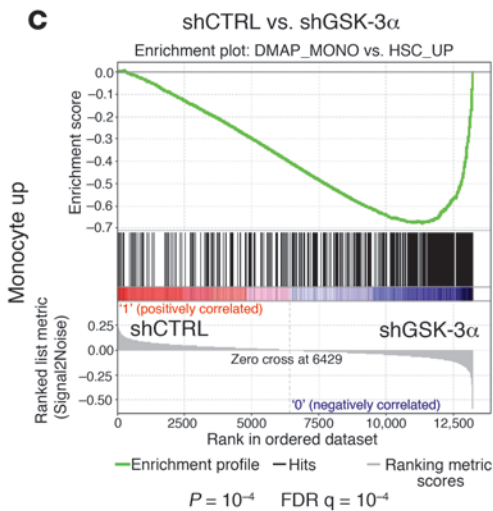 C
shCTRL vs. shGSK-3α
Enrichment plot: DMAP_MONO vs. HSC_UP
Monocyte up
Enrichment score
0.0
−0.1
−0.2
−0.3
−0.4
−0.5
−0.6
−0.7
'1' (positively correlated)
Ranked list metric
(Signal2Noise)
0.25
0.00
−0.25
−0.50
shCTRL
shGSK-3α
Zero cross at 6429
'0' (negatively correlated)
0 2500 5000 7500 10000 12,500
Rank in ordered dataset
Enrichment profile
Hits
Ranking metric
scores
P = 10⁻⁴ FDR q = 10⁻⁴